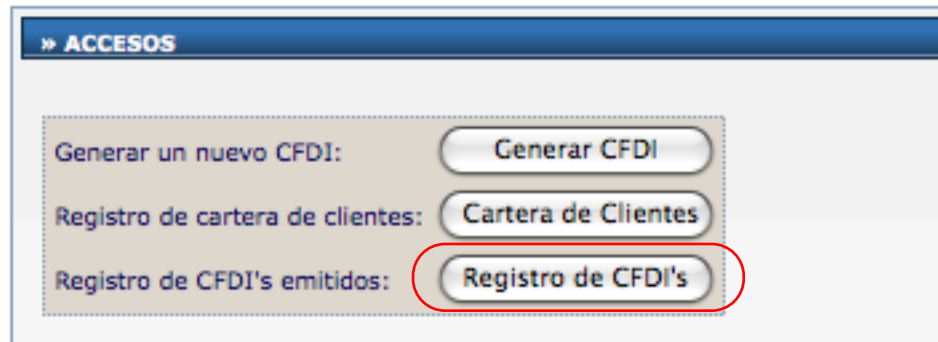 » ACCESOS
Generar un nuevo CFDI: Generar CFDI
Registro de cartera de clientes: Cartera de Clientes
Registro de CFDI's emitidos: Registro de CFDI's